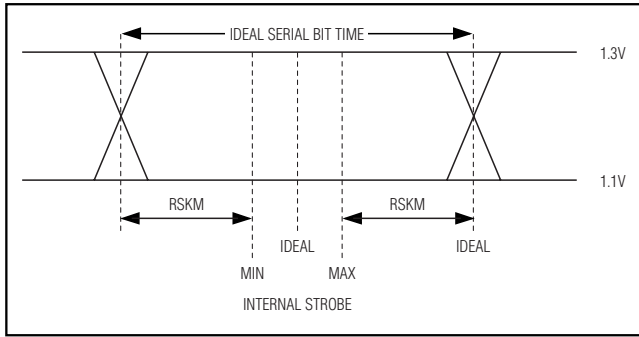 IDEAL SERIAL BIT TIME
1.3V
1.1V
RSKM
RSKM
IDEAL
IDEAL
MIN
MAX
INTERNAL STROBE